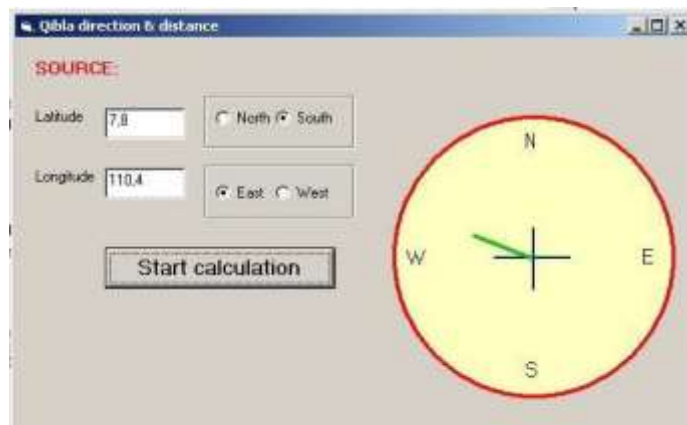 Qibla direction & distance
SOURCE:
Latitude 7,8 North South
Longitude 110,4 East West
Start calculation
N
W E
S